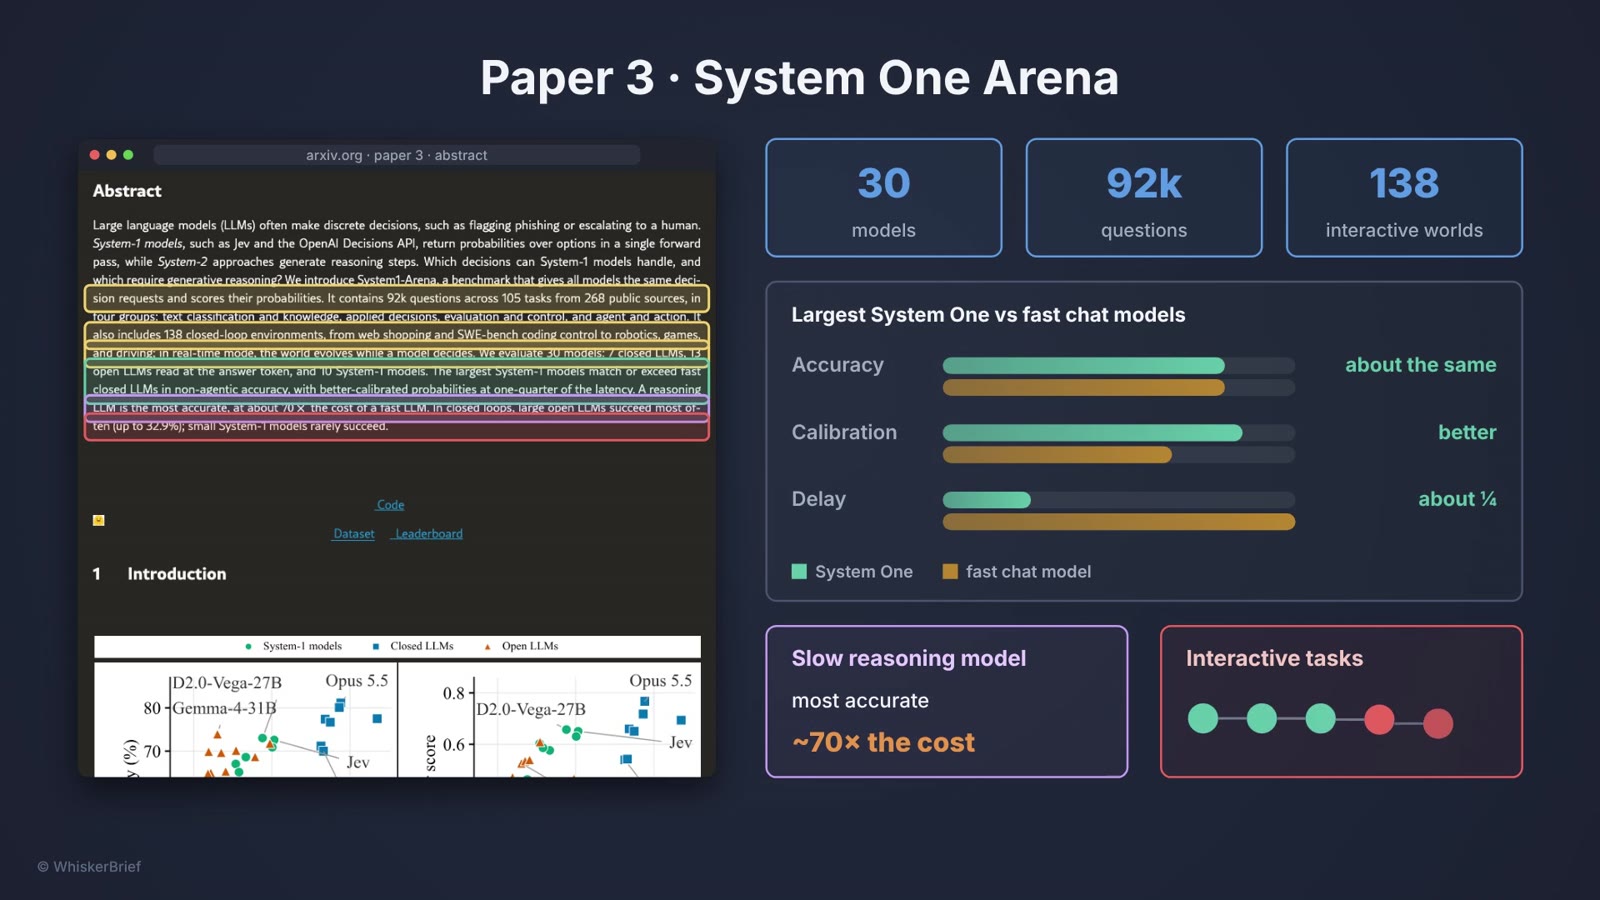 Paper 3 · System One Arena
arxiv.org · paper 3 · abstract
Abstract
Large language models (LLMs) often make discrete decisions, such as flagging phishing or escalating to a human.
System-1 models, such as Jev and the OpenAI Decisions API, return probabilities over options in a single forward
pass, while System-2 approaches generate reasoning steps. Which decisions can System-1 models handle, and
which require generative reasoning? We introduce System1-Arena, a benchmark that gives all models the same deci-
sion requests and scores their probabilities. It contains 92k questions across 105 tasks from 268 public sources, in
four groups: text classification and knowledge, applied decisions, evaluation and control, and agent and action. It
also includes 138 closed-loop environments, from web shopping and SWE-bench coding control to robotics, games,
and driving; in real-time mode, the world evolves while a model decides. We evaluate 30 models: 7 closed LLMs, 13
open LLMs read at the answer token, and 10 System-1 models. The largest System-1 models match or exceed fast
closed LLMs in non-agentic accuracy, with better-calibrated probabilities at one-quarter of the latency. A reasoning
LLM is the most accurate, at about 70× the cost of a fast LLM. In closed loops, large open LLMs succeed most of-
ten (up to 32.9%); small System-1 models rarely succeed.
Code
Dataset Leaderboard
1 Introduction
System-1 models Closed LLMs Open LLMs
D2.0-Vega-27B Opus 5.5
80 Gemma-4-31B
70
Jev
y (%)
Opus 5.5
0.8
D2.0-Vega-27B
0.6
Jev
score
30
models
92k
questions
138
interactive worlds
Largest System One vs fast chat models
Accuracy about the same
Calibration better
Delay about ¼
System One fast chat model
Slow reasoning model
most accurate
~70× the cost
Interactive tasks
© WhiskerBrief